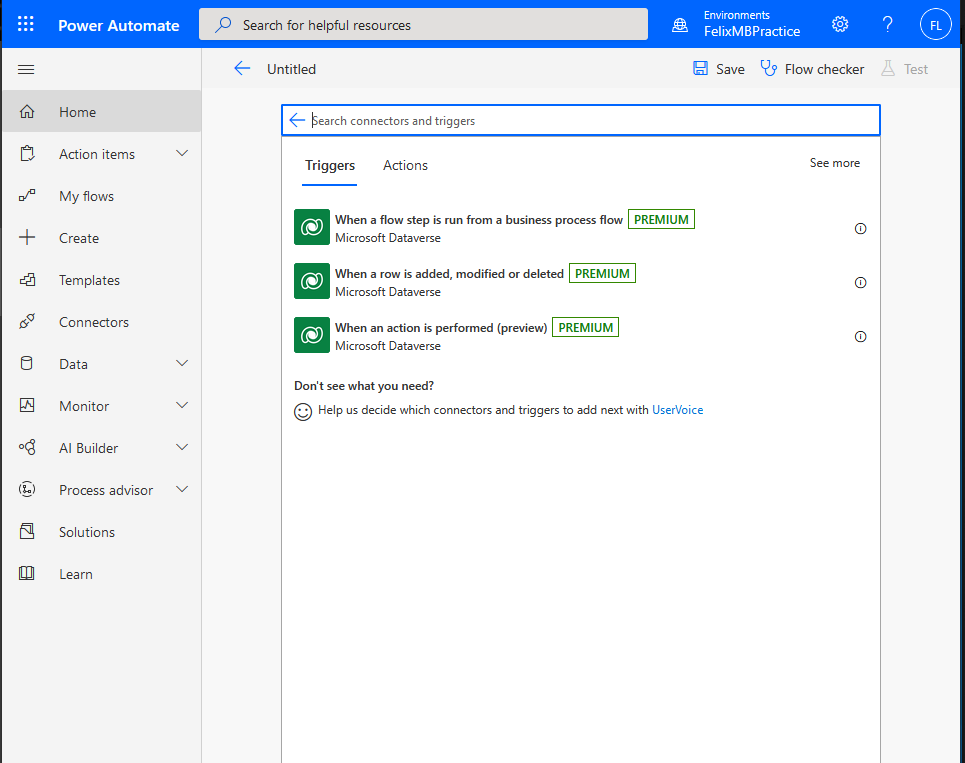 Power Automate
Search for helpful resources
Environments
FelixMBPractice
?
FL
Untitled
Save
Flow checker
Test
Home
Action items
My flows
Create
Templates
Connectors
Data
Monitor
AI Builder
Process advisor
Solutions
Learn
Search connectors and triggers
Triggers
Actions
See more
When a flow step is run from a business process flow PREMIUM
Microsoft Dataverse
When a row is added, modified or deleted PREMIUM
Microsoft Dataverse
When an action is performed (preview) PREMIUM
Microsoft Dataverse
Don't see what you need?
Help us decide which connectors and triggers to add next with UserVoice